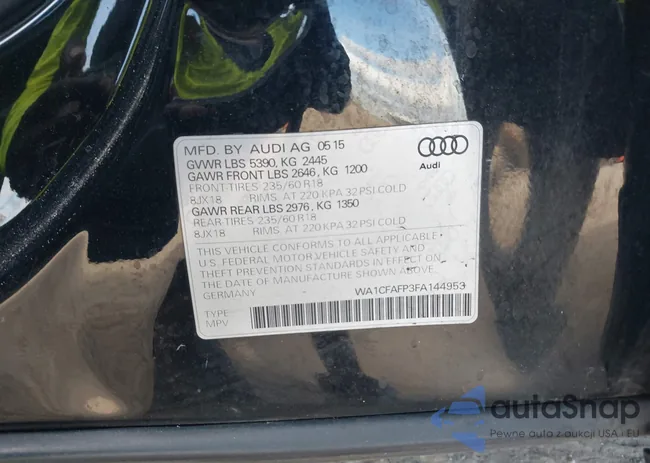 MFD. BY AUDI AG 05 15
GVWR LBS 5390, KG 2445
GAWR FRONT LBS 2646, KG 1200
FRONT TIRES 235/60 R18
8JX18 RIMS, AT 220 KPA 32 PSI COLD
GAWR REAR LBS 2976, KG 1350
REAR TIRES 235/60 R18
8JX18 RIMS, AT 220 KPA 32 PSI COLD
Audi
THIS VEHICLE CONFORMS TO ALL APPLICABLE
U.S. FEDERAL MOTOR VEHICLE SAFETY AND
THEFT PREVENTION STANDARDS IN EFFECT ON
THE DATE OF MANUFACTURE SHOWN ABOVE.
GERMANY WA1CFAFP3FA144953
TYPE
MPV
autoSnap
Pewne auta z aukcji USA i EU